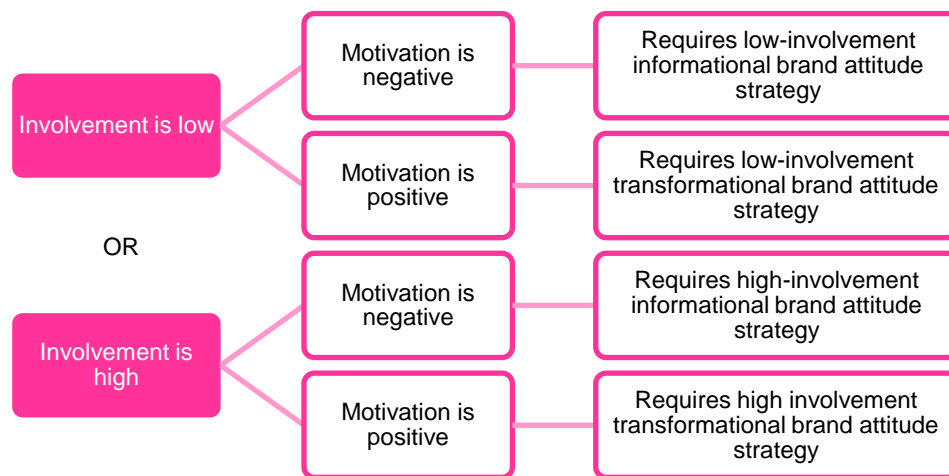 Involvement is low
Motivation is
negative
Requires low-involvement
informational brand attitude
strategy
Motivation is
positive
Requires low-involvement
transformational brand attitude
strategy
OR
Involvement is
high
Motivation is
negative
Requires high-involvement
informational brand attitude
strategy
Motivation is
positive
Requires high involvement
transformational brand attitude
strategy